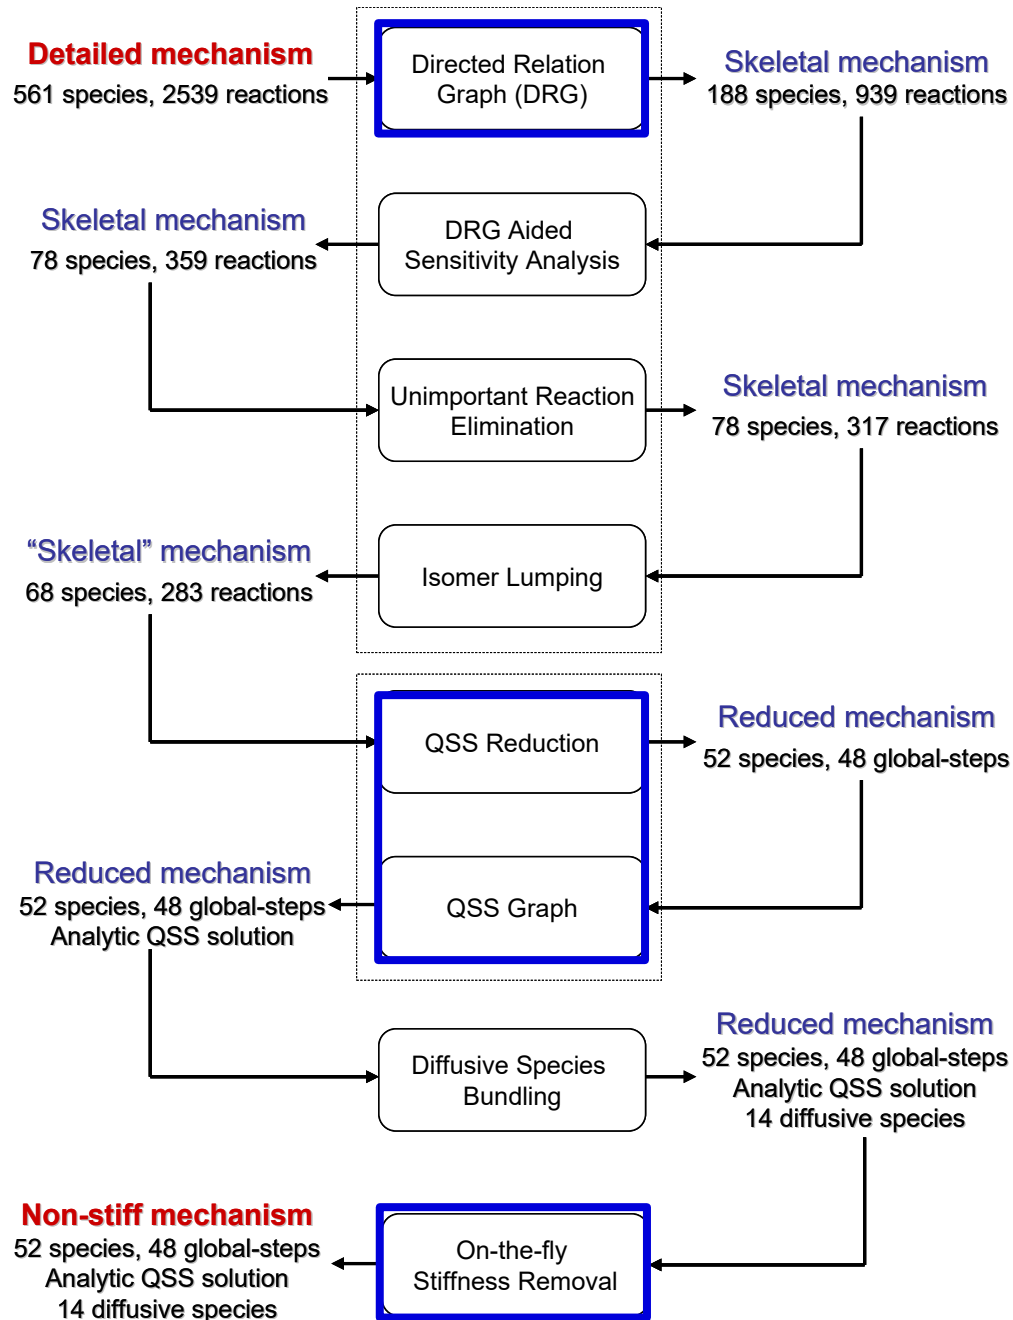 Detailed mechanism
561 species, 2539 reactions
Directed Relation
Graph (DRG)
Skeletal mechanism
188 species, 939 reactions
Skeletal mechanism
78 species, 359 reactions
DRG Aided
Sensitivity Analysis
Unimportant Reaction
Elimination
Skeletal mechanism
78 species, 317 reactions
“Skeletal” mechanism
68 species, 283 reactions
Isomer Lumping
QSS Reduction
Reduced mechanism
52 species, 48 global-steps
Reduced mechanism
52 species, 48 global-steps
Analytic QSS solution
QSS Graph
Diffusive Species
Bundling
Reduced mechanism
52 species, 48 global-steps
Analytic QSS solution
14 diffusive species
Non-stiff mechanism
52 species, 48 global-steps
Analytic QSS solution
14 diffusive species
On-the-fly
Stiffness Removal